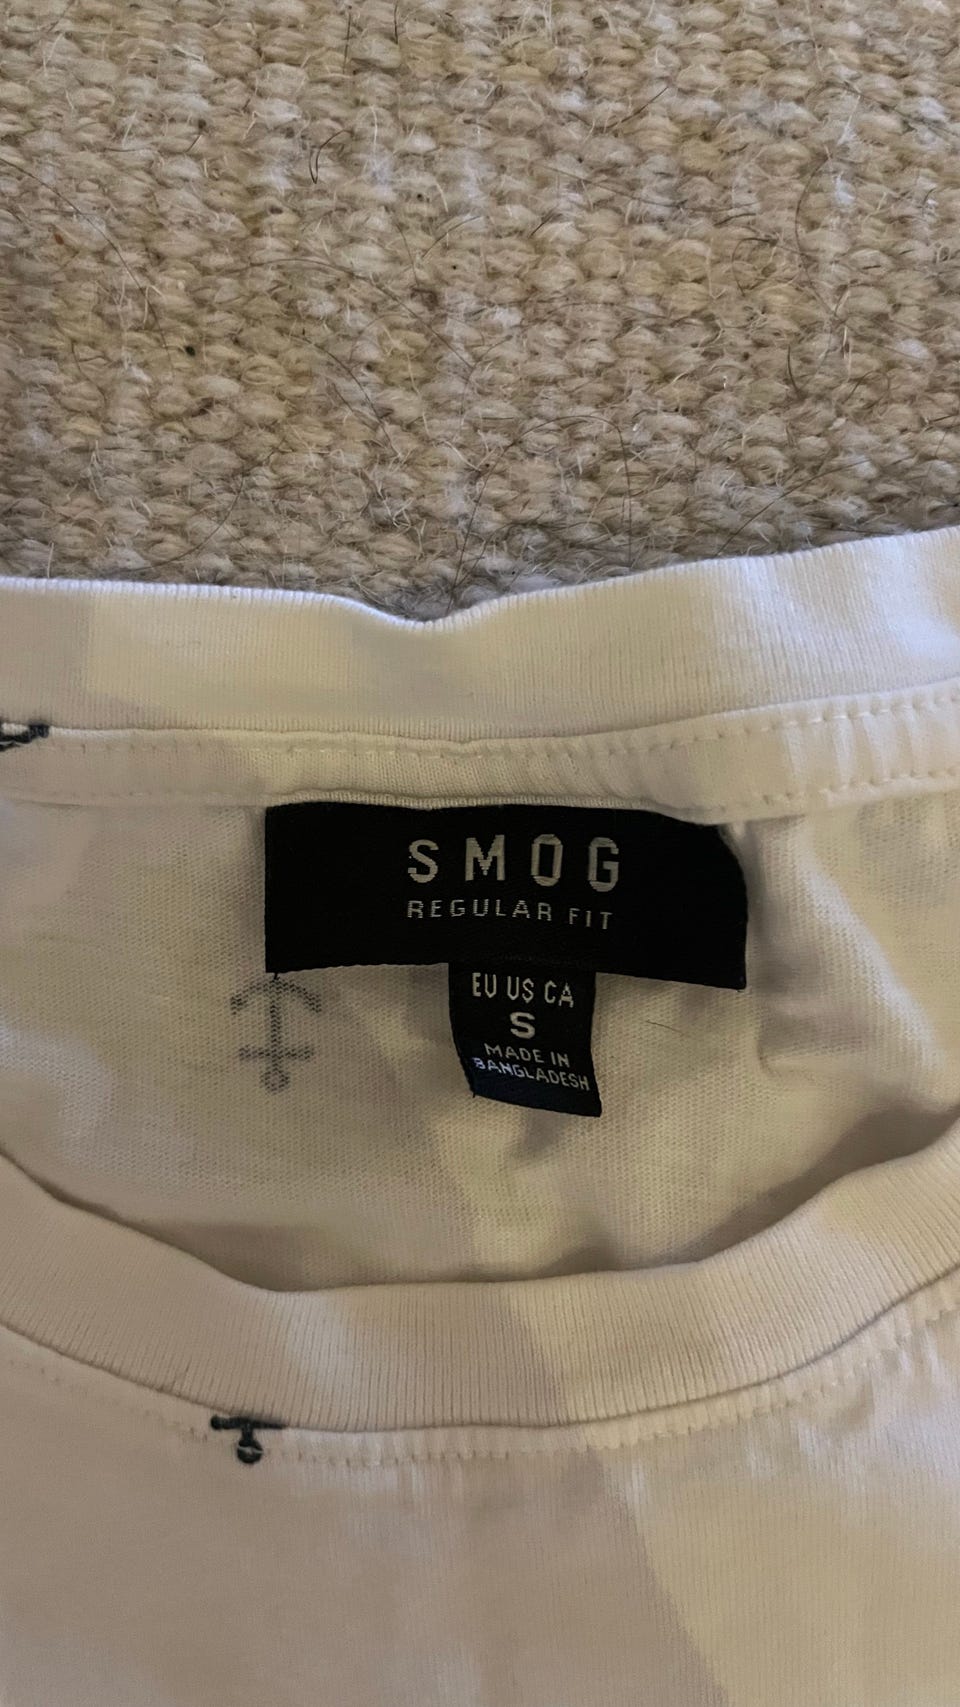 SMOG
REGULAR FIT
EU US CA
S
MADE IN
BANGLADESH